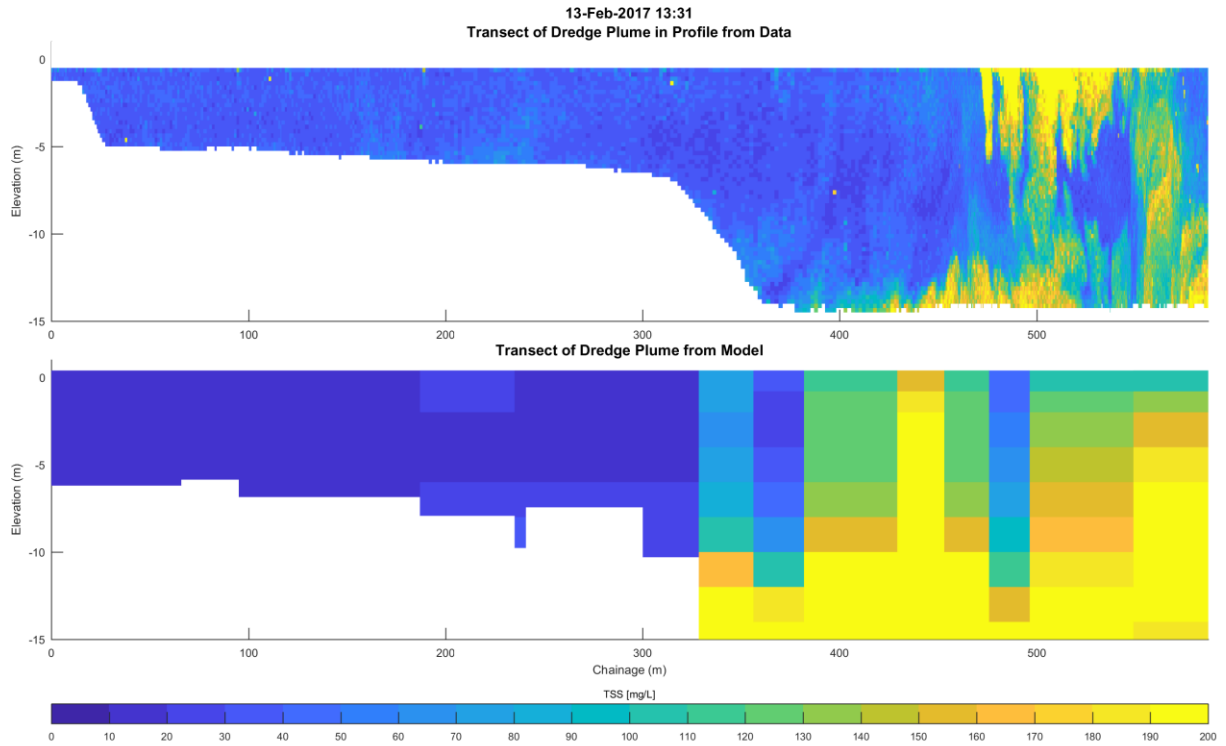 13-Feb-2017 13:31
Transect of Dredge Plume in Profile from Data
0
-5
-10
-15
Elevation (m)
0 100 200 300 400 500
Transect of Dredge Plume from Model
0
-5
-10
-15
Elevation (m)
0 100 200 300 400 500
Chainage (m)
TSS [mg/L]
0 10 20 30 40 50 60 70 80 90 100 110 120 130 140 150 160 170 180 190 200